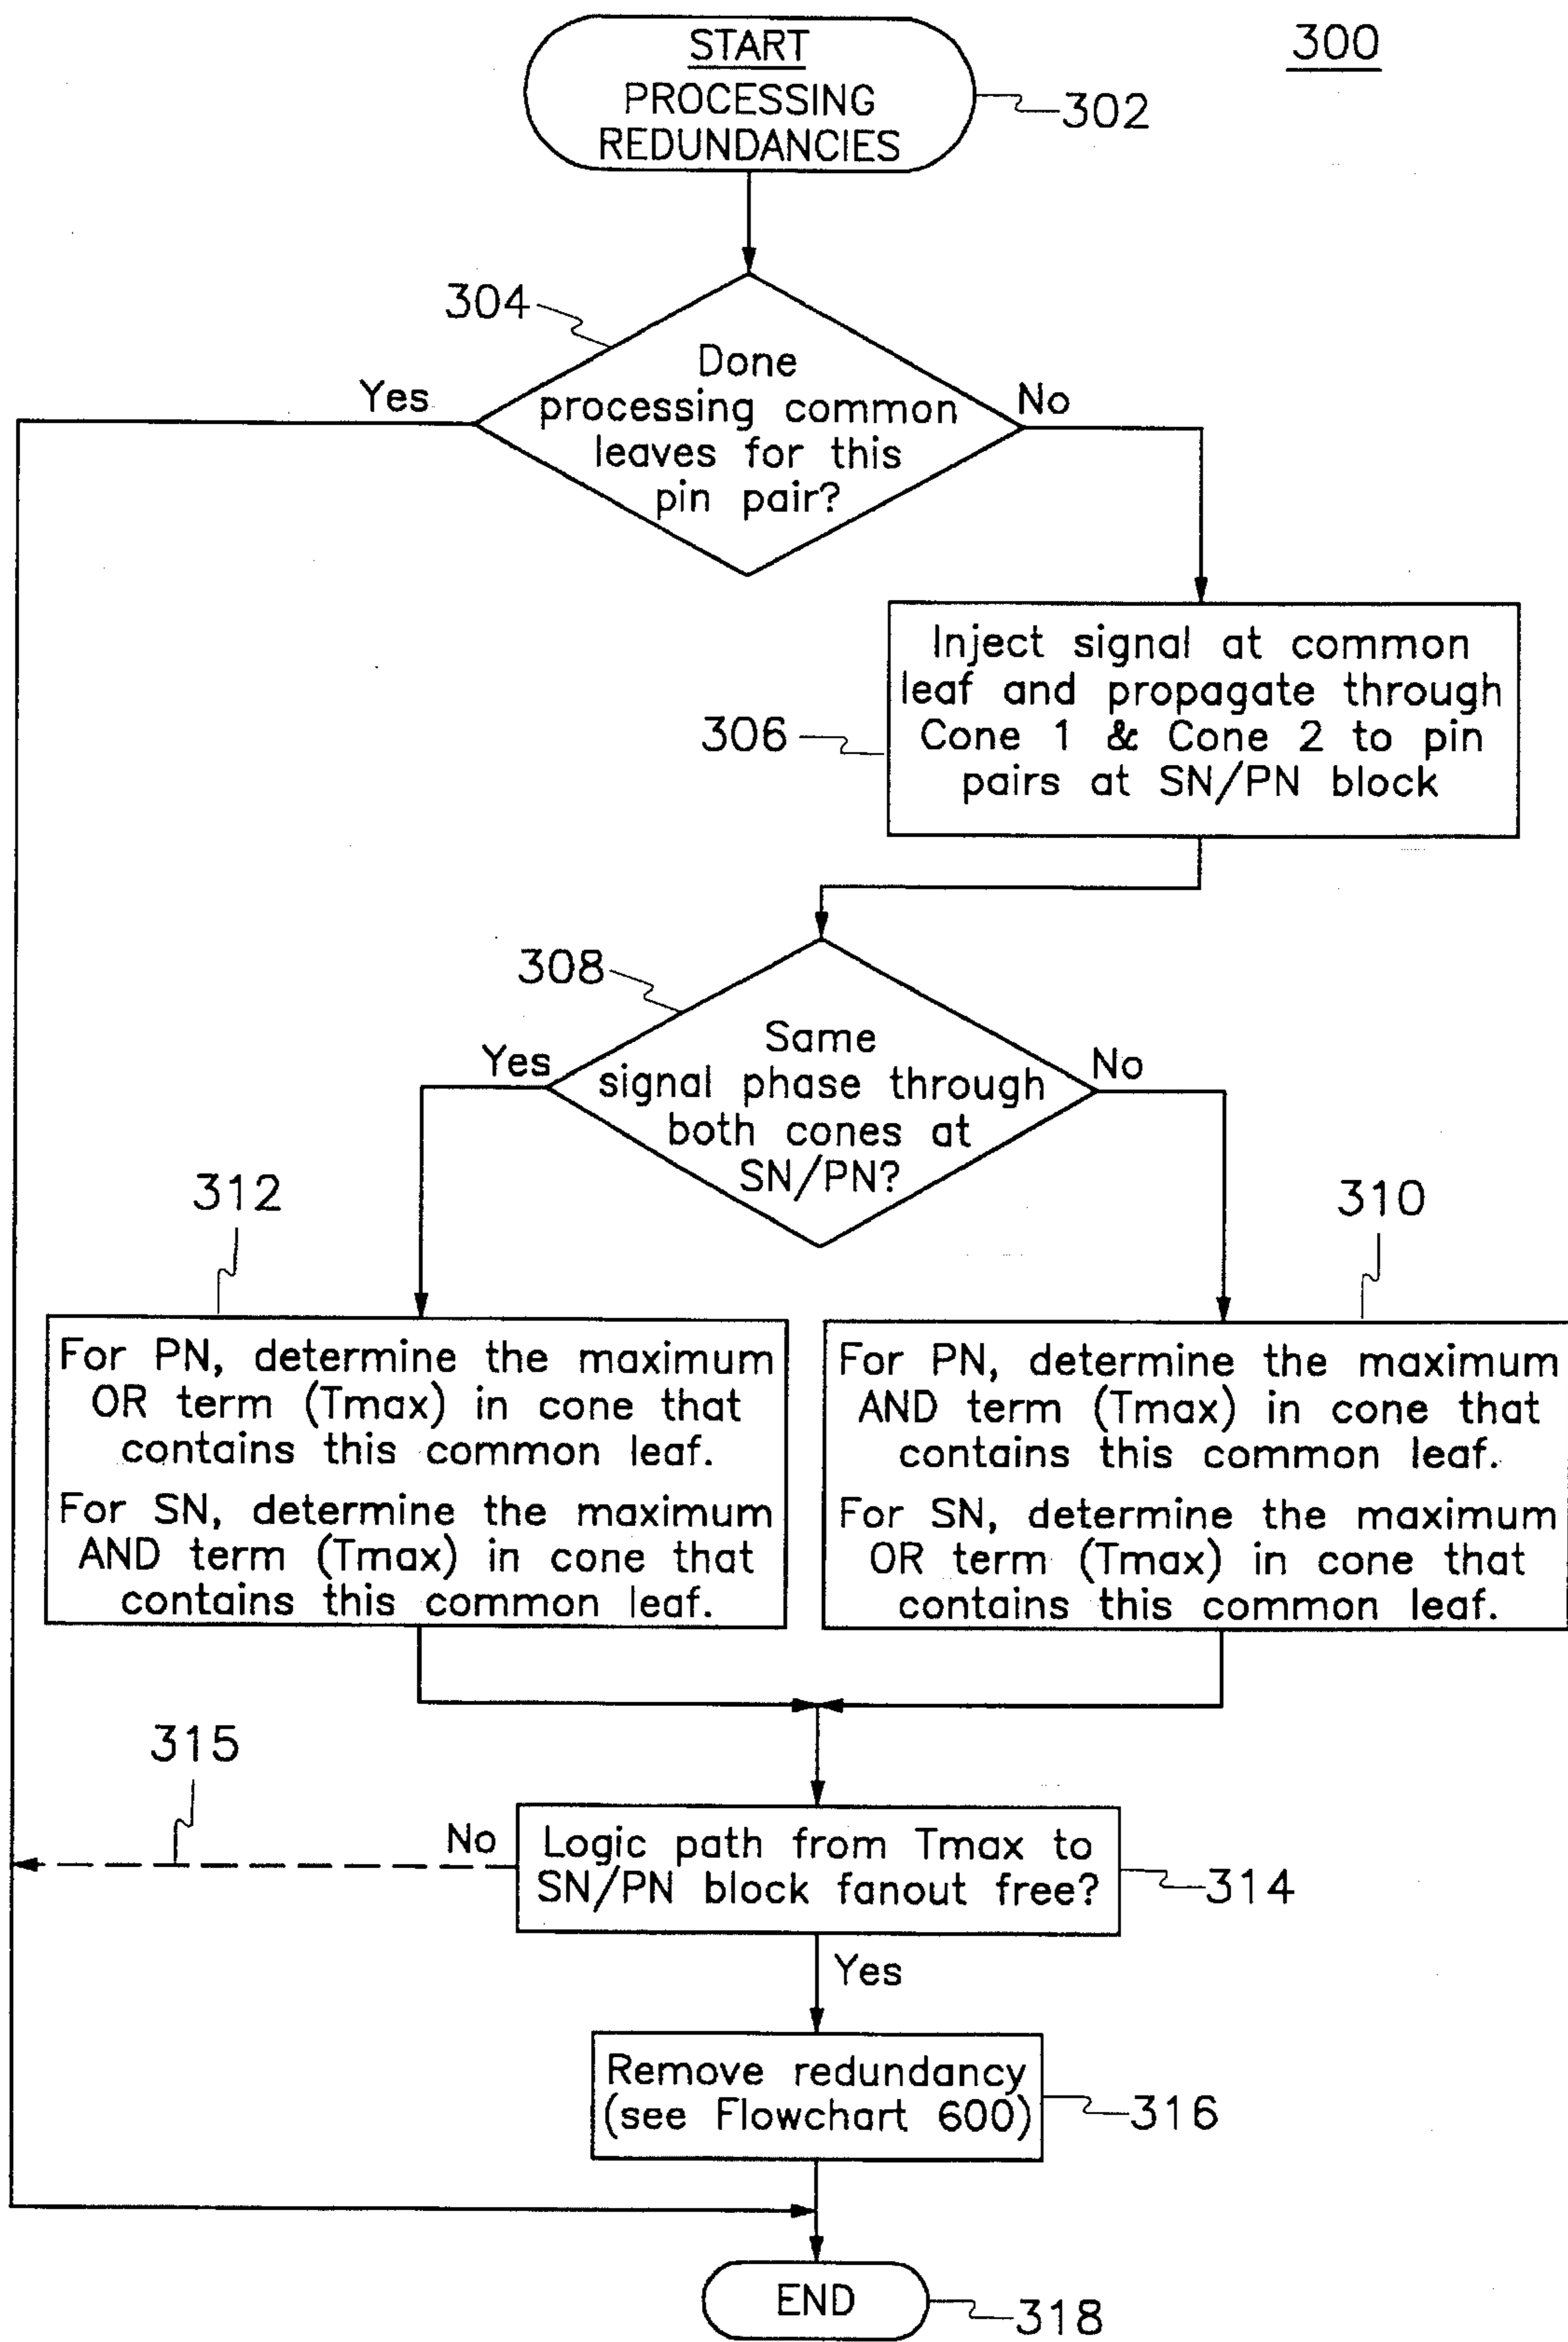 START
PROCESSING
REDUNDANCIES
300
302
304
Done
processing common
leaves for this
pin pair?
Yes
No
Inject signal at common
leaf and propagate through
Cone 1 & Cone 2 to pin
pairs at SN/PN block
306
308
Same
signal phase through
both cones at
SN/PN?
Yes
No
312
310
For PN, determine the maximum
OR term (Tmax) in cone that
contains this common leaf.
For SN, determine the maximum
AND term (Tmax) in cone that
contains this common leaf.
For PN, determine the maximum
AND term (Tmax) in cone that
contains this common leaf.
For SN, determine the maximum
OR term (Tmax) in cone that
contains this common leaf.
315
No
Logic path from Tmax to
SN/PN block fanout free?
314
Yes
Remove redundancy
(see Flowchart 600)
316
END
318